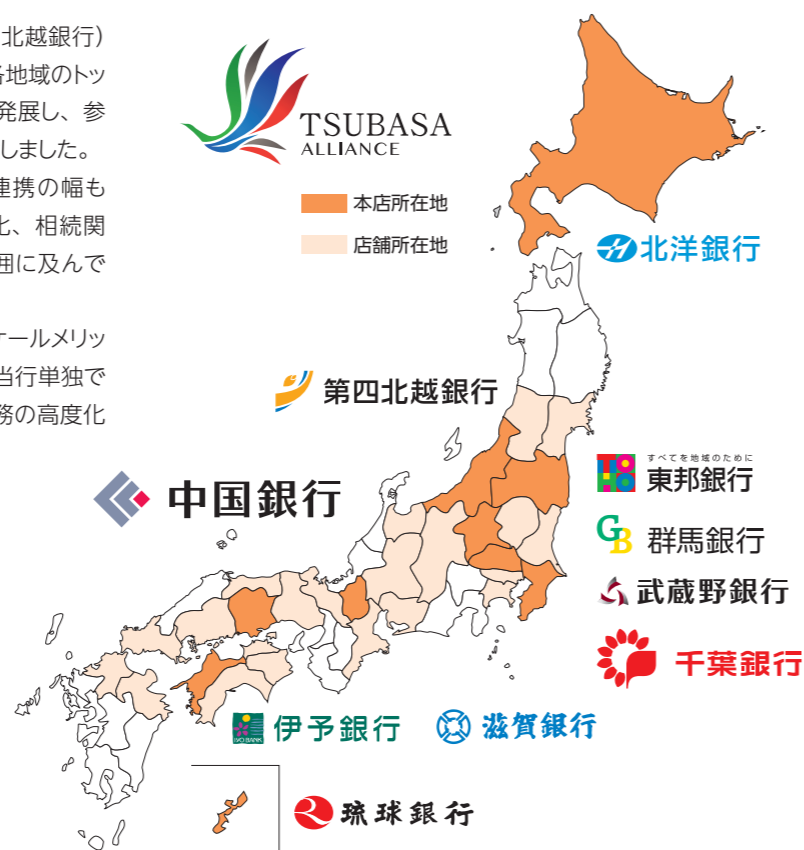 北越銀行)
各地域のトッ
発展し、参
しました。
連携の幅も
化、相続関
囲に及んで
ケールメリッ
当行単独で
務の高度化
TSUBASA
ALLIANCE
本店所在地
店舗所在地
北洋銀行
第四北越銀行
中国銀行
すべてを地域のために
TOHO
東邦銀行
GB
群馬銀行
武蔵野銀行
千葉銀行
IYO BANK
伊予銀行
滋賀銀行
琉球銀行